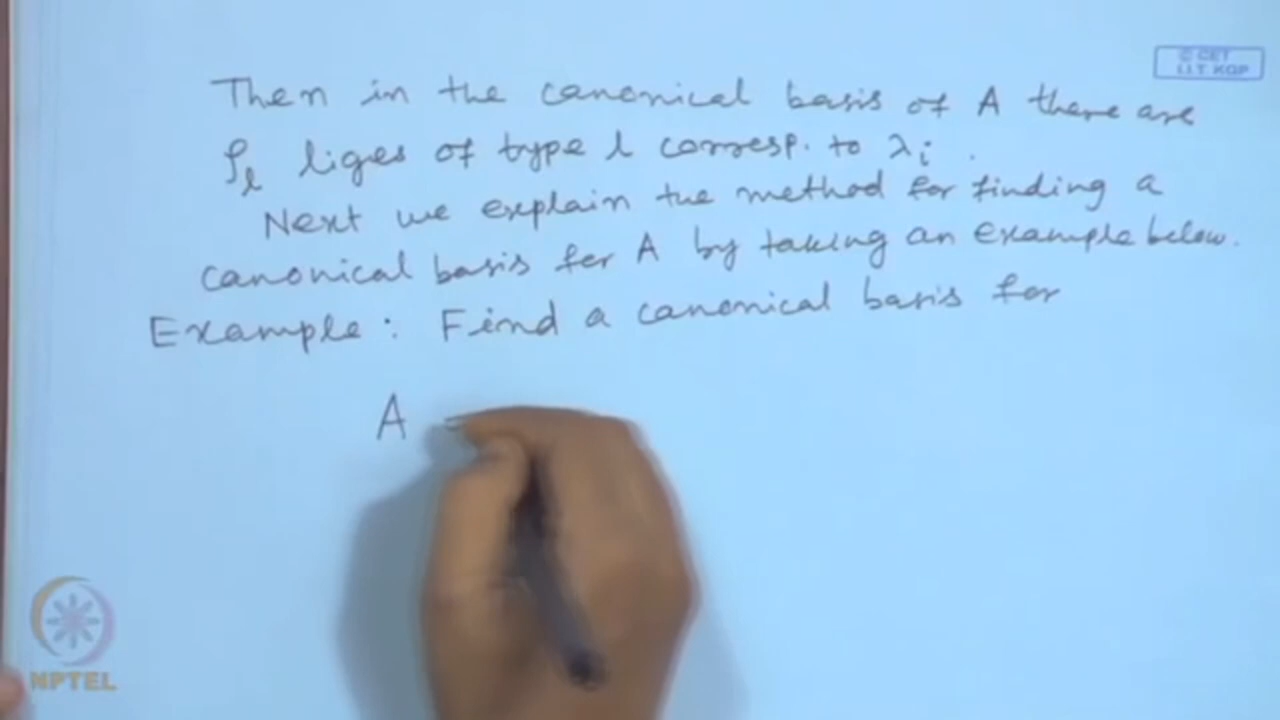 © CET
I.I.T. KGP
Then in the canonical basis of A there are
ρₗ liges of type l corresp. to λᵢ.
Next we explain the method for finding a
canonical basis for A by taking an example below.
Example: Find a canonical basis for
A =
NPTEL